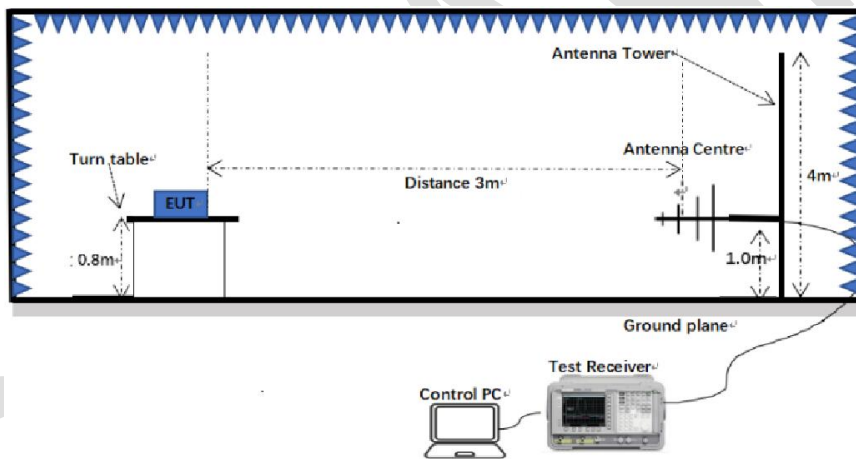 Antenna Tower
Turn table
Antenna Centre
Distance 3m
4m
EUT
: 0.8m
1.0m
Ground plane
Test Receiver
Control PC